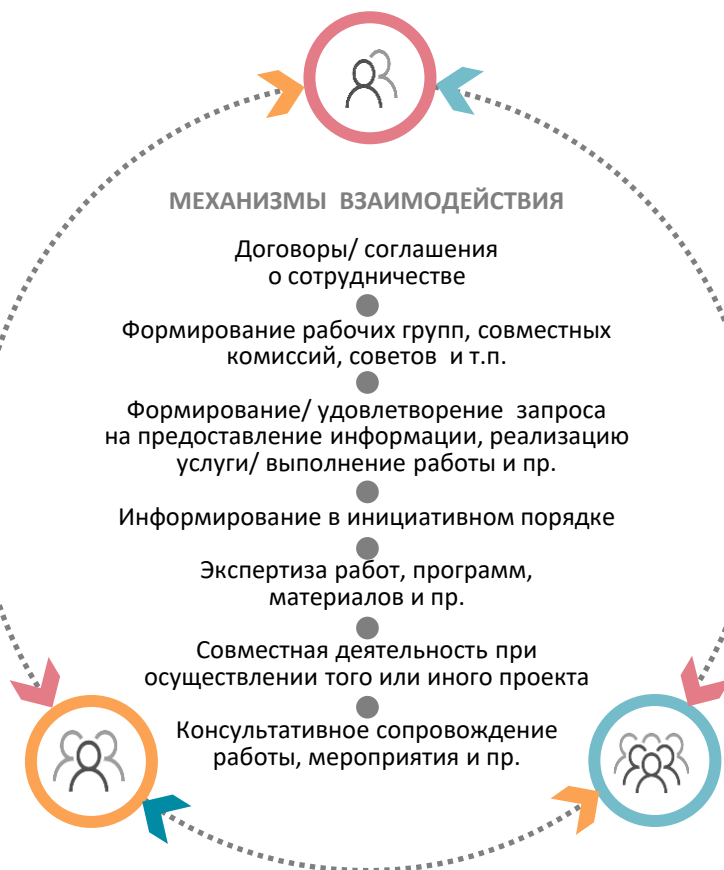 МЕХАНИЗМЫ ВЗАИМОДЕЙСТВИЯ
Договоры/ соглашения
о сотрудничестве
Формирование рабочих групп, совместных
комиссий, советов и т.п.
Формирование/ удовлетворение запроса
на предоставление информации, реализацию
услуги/ выполнение работы и пр.
Информирование в инициативном порядке
Экспертиза работ, программ,
материалов и пр.
Совместная деятельность при
осуществлении того или иного проекта
Консультативное сопровождение
работы, мероприятия и пр.